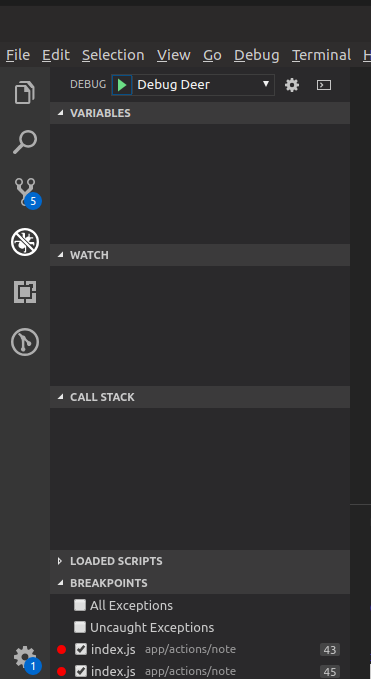 File Edit Selection View Go Debug Terminal H
DEBUG Debug Deer
VARIABLES
5
WATCH
CALL STACK
LOADED SCRIPTS
BREAKPOINTS
All Exceptions
Uncaught Exceptions
index.js app/actions/note 43
1
index.js app/actions/note 45